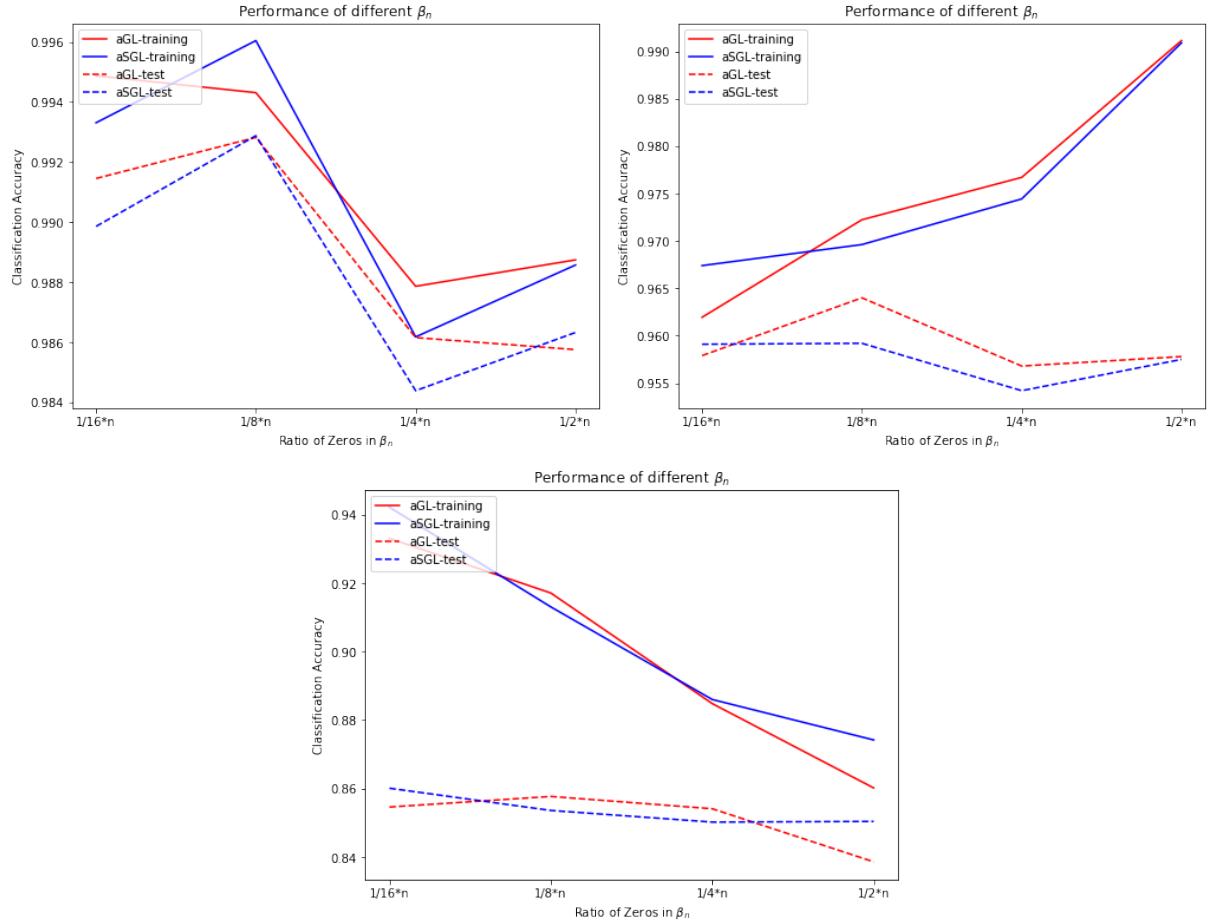 Performance of different βn
aGL-training
aSGL-training
aGL-test
aSGL-test
0.996
0.994
0.992
0.990
0.988
0.986
0.984
Classification Accuracy
1/16*n 1/8*n 1/4*n 1/2*n
Ratio of Zeros in βn
Performance of different βn
aGL-training
aSGL-training
aGL-test
aSGL-test
0.990
0.985
0.980
0.975
0.970
0.965
0.960
0.955
Classification Accuracy
1/16*n 1/8*n 1/4*n 1/2*n
Ratio of Zeros in βn
Performance of different βn
aGL-training
aSGL-training
aGL-test
aSGL-test
0.94
0.92
0.90
0.88
0.86
0.84
Classification Accuracy
1/16*n 1/8*n 1/4*n 1/2*n
Ratio of Zeros in βn